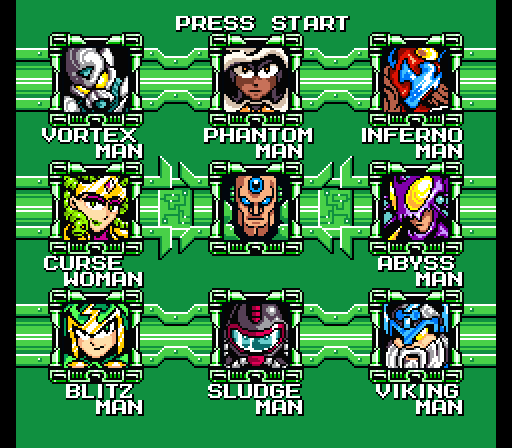 PRESS START
VORTEX MAN
PHANTOM MAN
INFERNO MAN
CURSE WOMAN
ABYSS MAN
BLITZ MAN
SLUDGE MAN
VIKING MAN